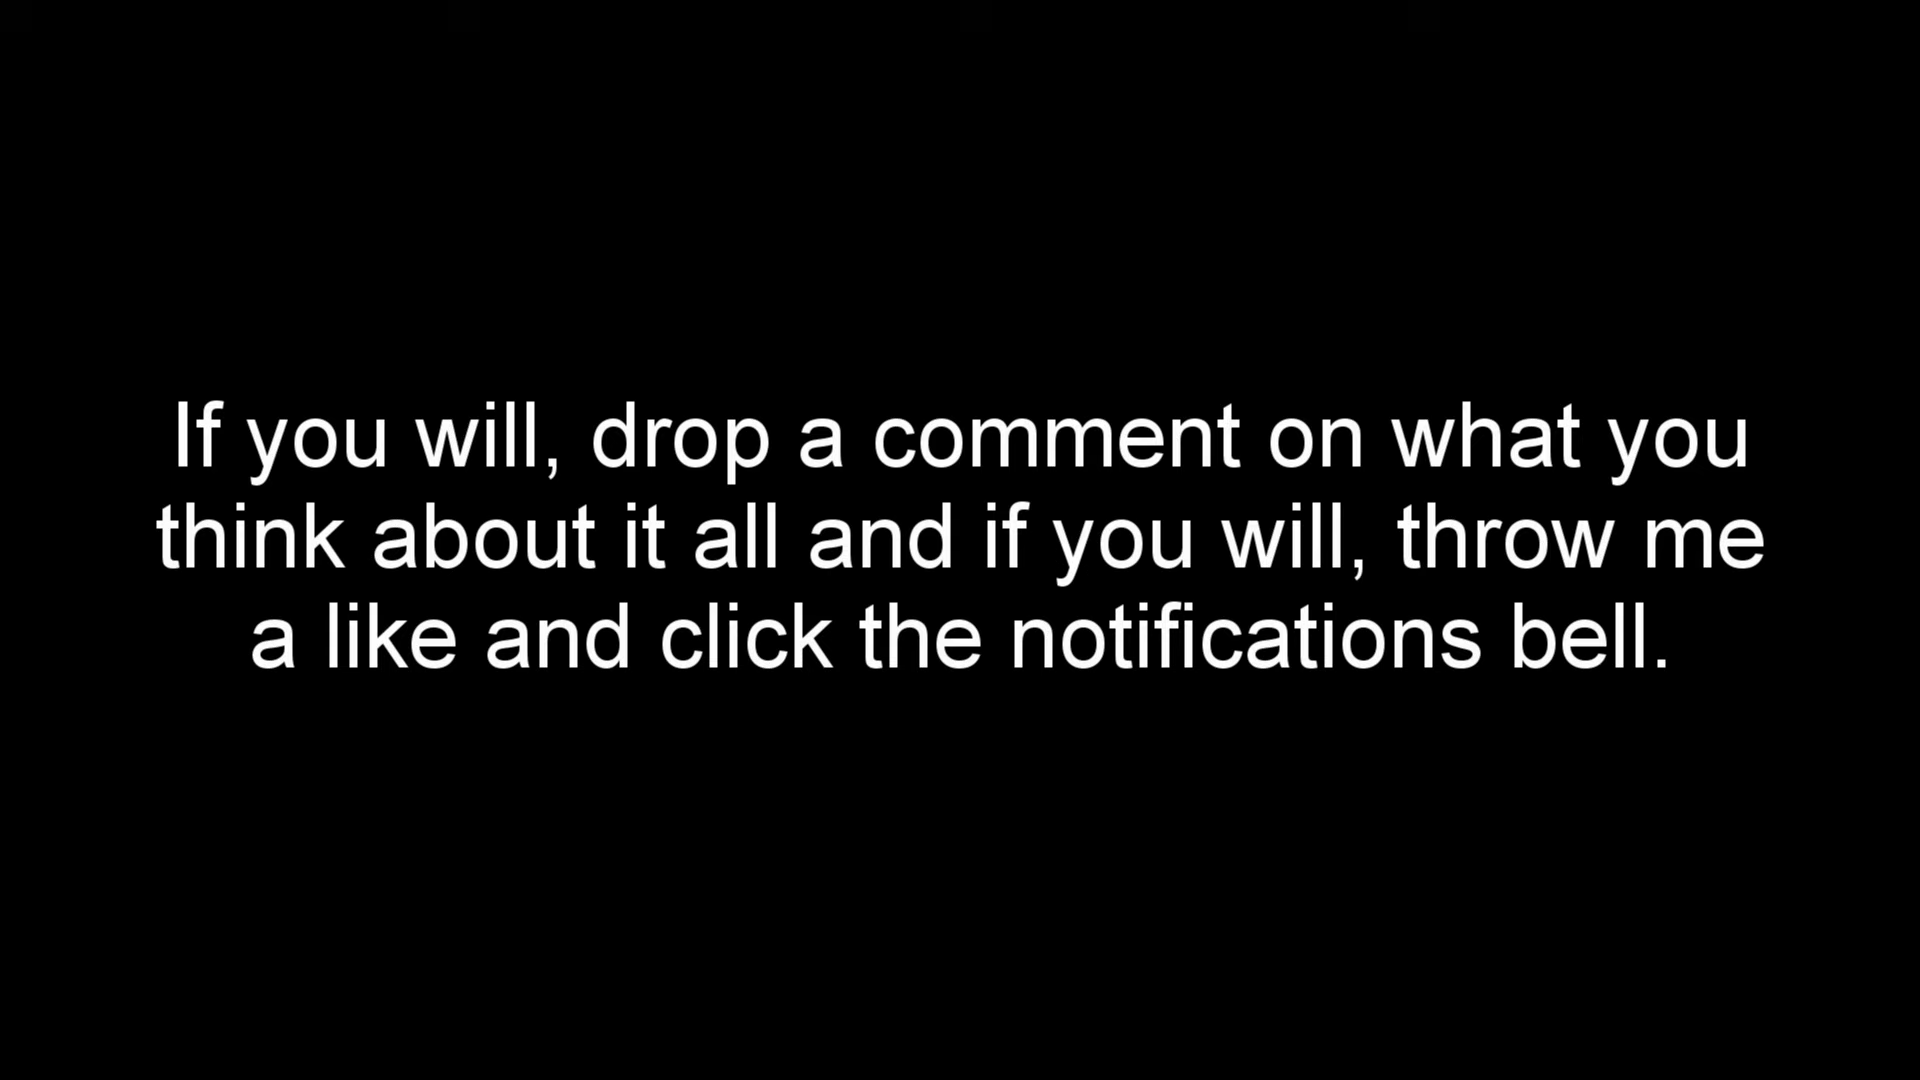 If you will, drop a comment on what you
think about it all and if you will, throw me
a like and click the notifications bell.